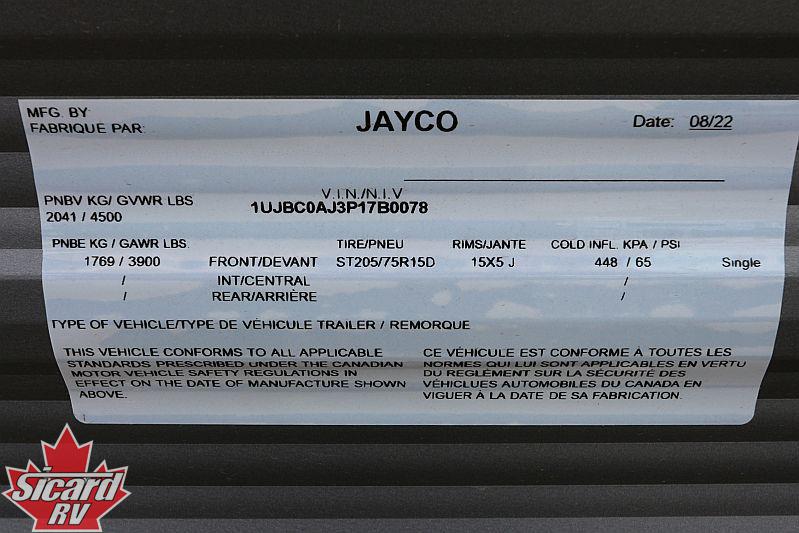 MFG. BY
FABRIQUE PAR:
JAYCO
Date: 08/22
V.I.N./N.I.V
PNBV KG/ GVWR LBS
1UJBC0AJ3P17B0078
2041 / 4500
PNBE KG / GAWR LBS. TIRE/PNEU RIMS/JANTE COLD INFL. KPA / PSI
1769 / 3900 FRONT/DEVANT ST205/75R15D 15X5 J 448 / 65 Single
/ INT/CENTRAL /
/ REAR/ARRIÈRE /
TYPE OF VEHICLE/TYPE DE VÉHICULE TRAILER / REMORQUE
THIS VEHICLE CONFORMS TO ALL APPLICABLE
STANDARDS PRESCRIBED UNDER THE CANADIAN
MOTOR VEHICLE SAFETY REGULATIONS IN
EFFECT ON THE DATE OF MANUFACTURE SHOWN
ABOVE.
CE VÉHICULE EST CONFORME À TOUTES LES
NORMES QUI LUI SONT APPLICABLES EN VERTU
DU REGLÈMENT SUR LA SÉCURITÉ DES
VÉHICLUES AUTOMOBILES DU CANADA EN
VIGUER À LA DATE DE SA FABRICATION.
Sicard
RV